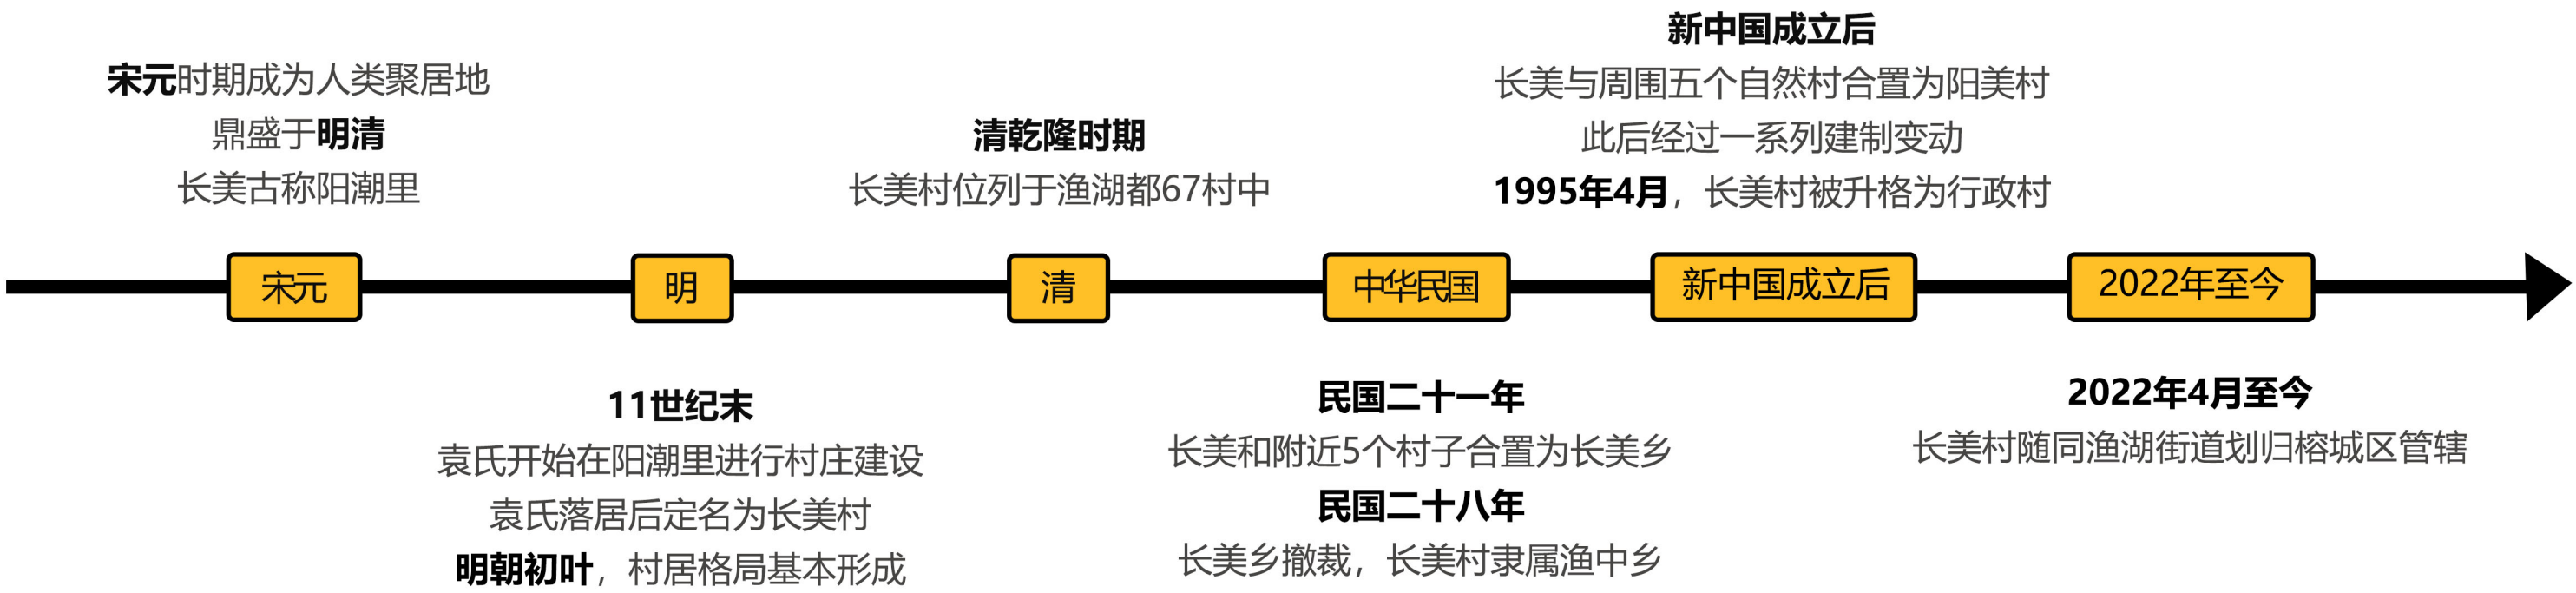 宋元时期成为人类聚居地
鼎盛于明清
长美古称阳潮里
清乾隆时期
长美村位列于渔湖都67村中
新中国成立后
长美与周围五个自然村合置为阳美村
此后经过一系列建制变动
1995年4月，长美村被升格为行政村
宋元
明
清
中华民国
新中国成立后
2022年至今
11世纪末
袁氏开始在阳潮里进行村庄建设
袁氏落居后定名为长美村
明朝初叶，村居格局基本形成
民国二十一年
长美和附近5个村子合置为长美乡
民国二十八年
长美乡撤裁，长美村隶属渔中乡
2022年4月至今
长美村随同渔湖街道划归榕城区管辖